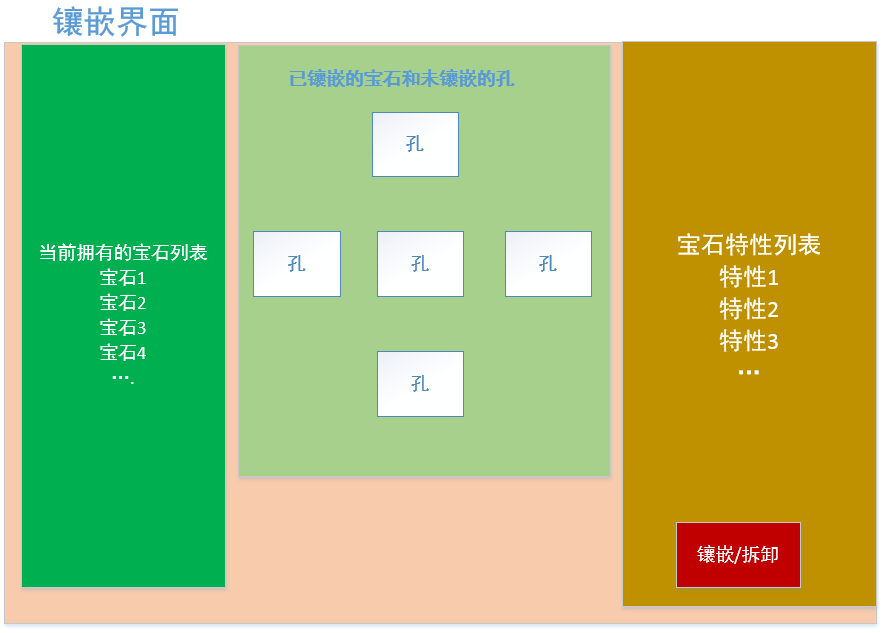 镶嵌界面
当前拥有的宝石列表
宝石1
宝石2
宝石3
宝石4
….
已镶嵌的宝石和未镶嵌的孔
孔
孔
孔
孔
孔
宝石特性列表
特性1
特性2
特性3
…
镶嵌/拆卸